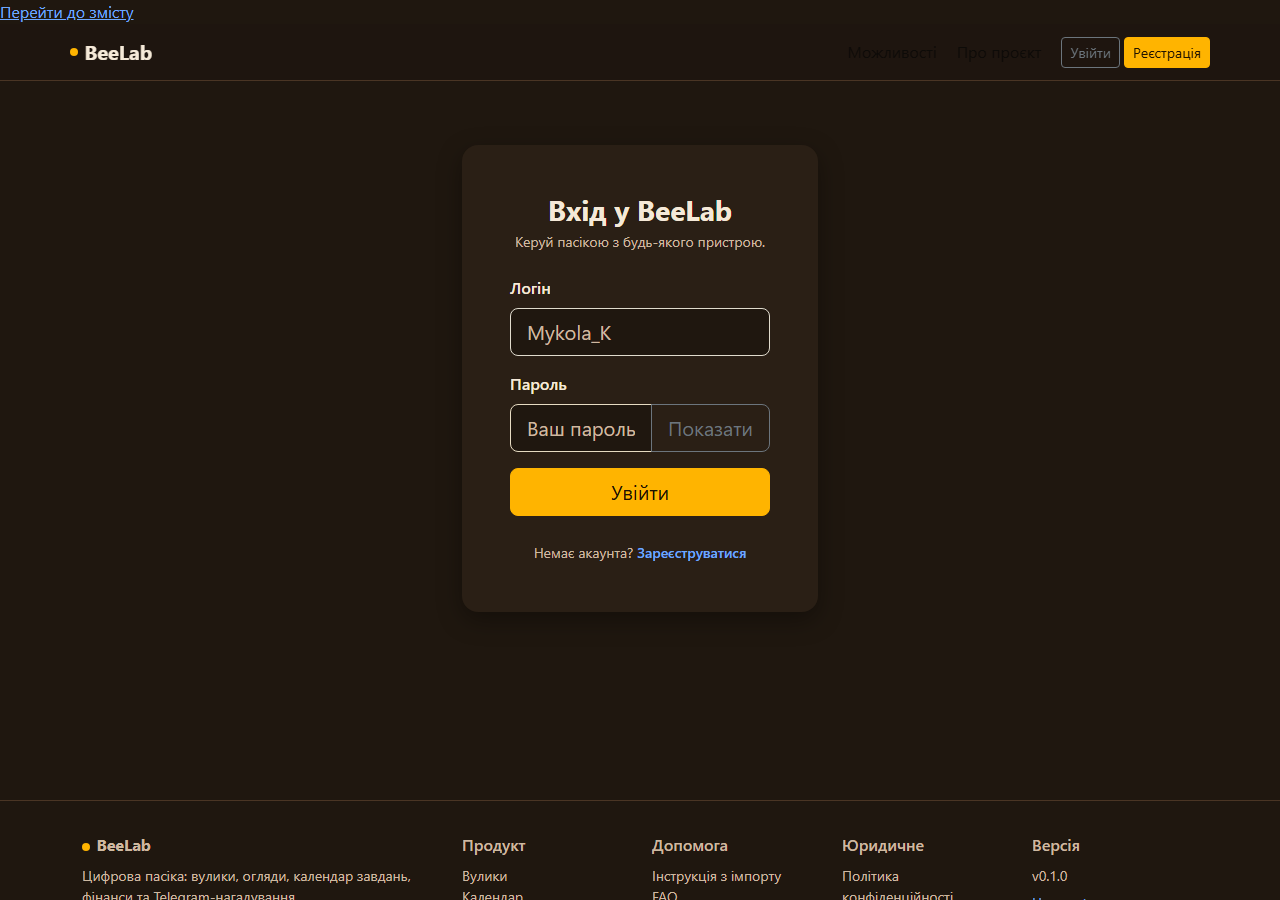 Перейти до змісту
BeeLab
Можливості Про проєкт Увійти Реєстрація
Вхід у BeeLab
Керуй пасікою з будь-якого пристрою.
Логін
Mykola_K
Пароль
Ваш пароль Показати
Увійти
Немає акаунта? Зареєструватися
BeeLab Продукт Допомога Юридичне Версія
Цифрова пасіка: вулики, огляди, календар завдань, Вулики Інструкція з імпорту Політика v0.1.0
фінанси та Telegram-нагадування Календар FAQ конфіденційності